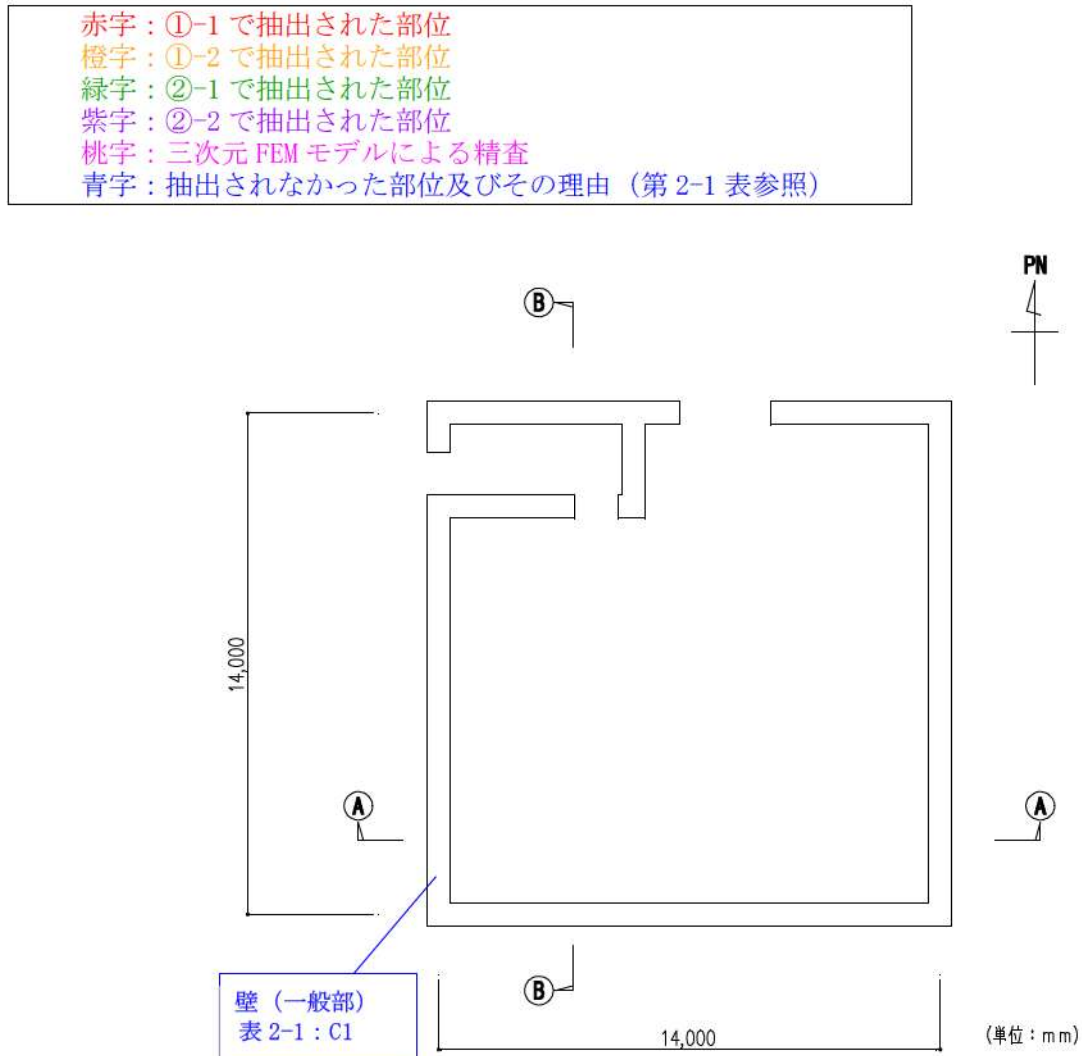 赤字：①-1 で抽出された部位
橙字：①-2 で抽出された部位
緑字：②-1 で抽出された部位
紫字：②-2 で抽出された部位
桃字：三次元 FEM モデルによる精査
青字：抽出されなかった部位及びその理由（第 2-1 表参照）
PN
B
14,000
A
A
壁（一般部）
表 2-1：C1
B
14,000
(単位：mm)